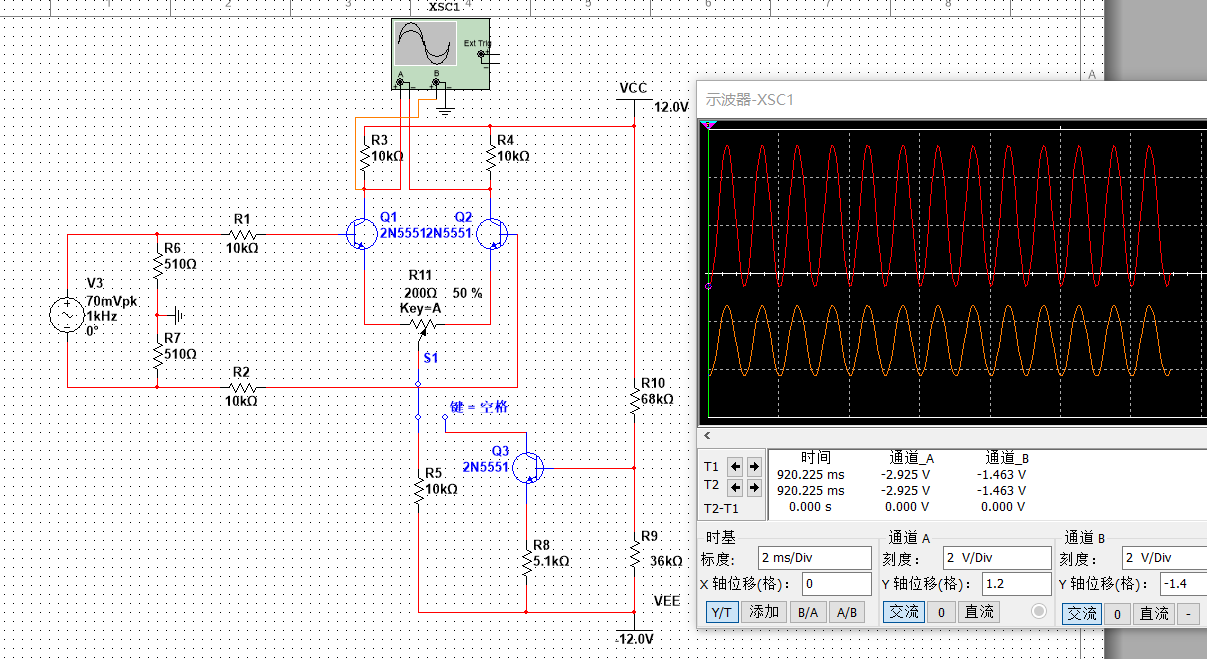 2
3
4
5
6
7
8
A
XSC1
Ext Trig
A
B
VCC
12.0V
R3
10kΩ
R4
10kΩ
Q1
2N5551
Q2
2N5551
R1
10kΩ
R6
510Ω
V3
70mVpk
1kHz
0°
R7
510Ω
R2
10kΩ
R11
200Ω 50 %
Key=A
S1
键 = 空格
R10
68kΩ
Q3
2N5551
R5
10kΩ
R8
5.1kΩ
R9
36kΩ
VEE
-12.0V
示波器-XSC1
时间 通道_A 通道_B
T1 920.225 ms -2.925 V -1.463 V
T2 920.225 ms -2.925 V -1.463 V
T2-T1 0.000 s 0.000 V 0.000 V
时基
标度: 2 ms/Div
X 轴位移(格): 0
Y/T 添加 B/A A/B
通道 A
刻度: 2 V/Div
Y 轴位移(格): 1.2
交流 0 直流
通道 B
刻度: 2 V/Div
Y 轴位移(格): -1.4
交流 0 直流 -